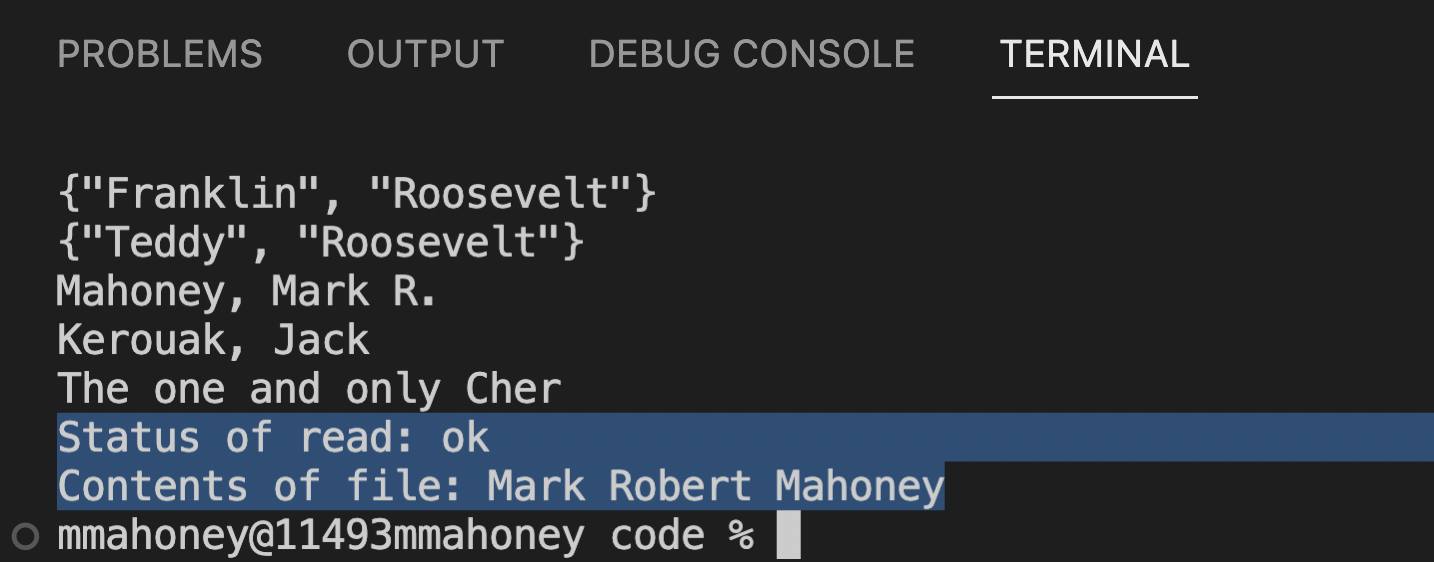 PROBLEMS OUTPUT DEBUG CONSOLE TERMINAL
{"Franklin", "Roosevelt"}
{"Teddy", "Roosevelt"}
Mahoney, Mark R.
Kerouak, Jack
The one and only Cher
Status of read: ok
Contents of file: Mark Robert Mahoney
mmahoney@11493mmahoney code %